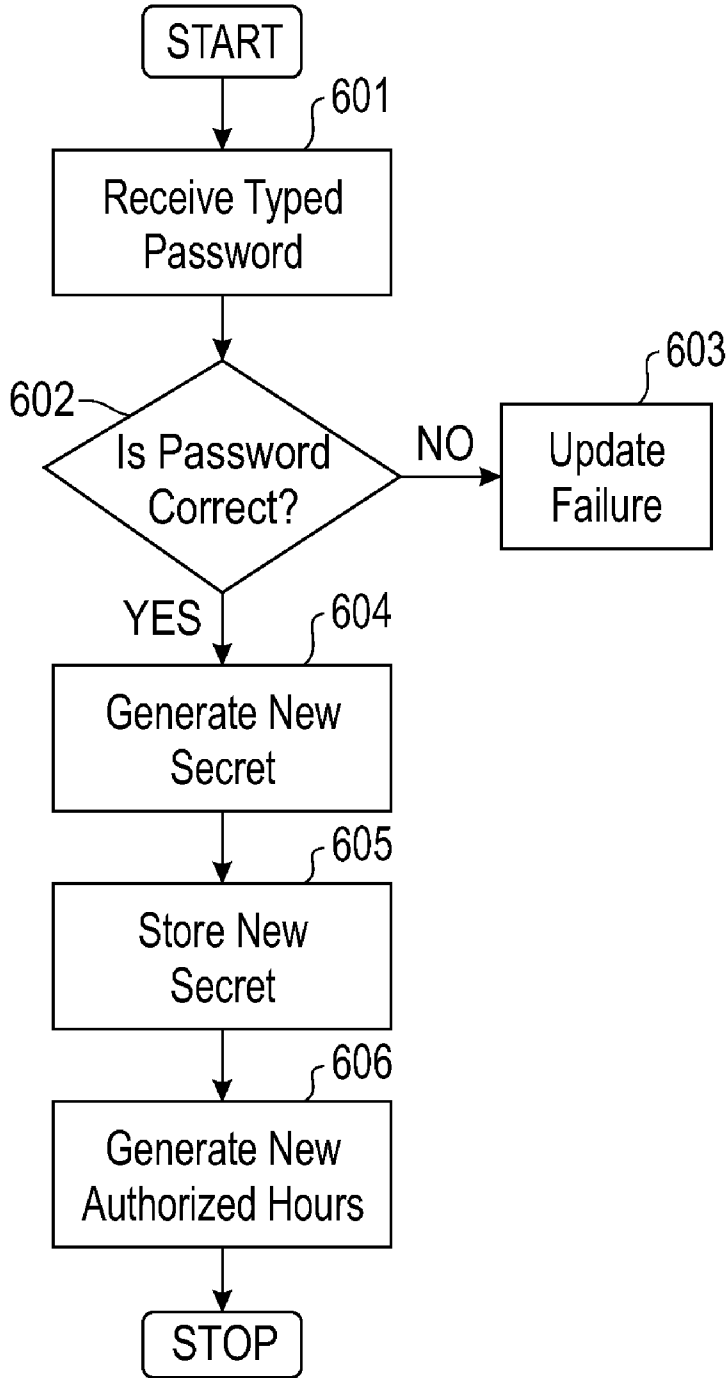 START
601
Receive Typed
Password
602
Is Password
Correct?
NO
603
Update
Failure
YES
604
Generate New
Secret
605
Store New
Secret
606
Generate New
Authorized Hours
STOP